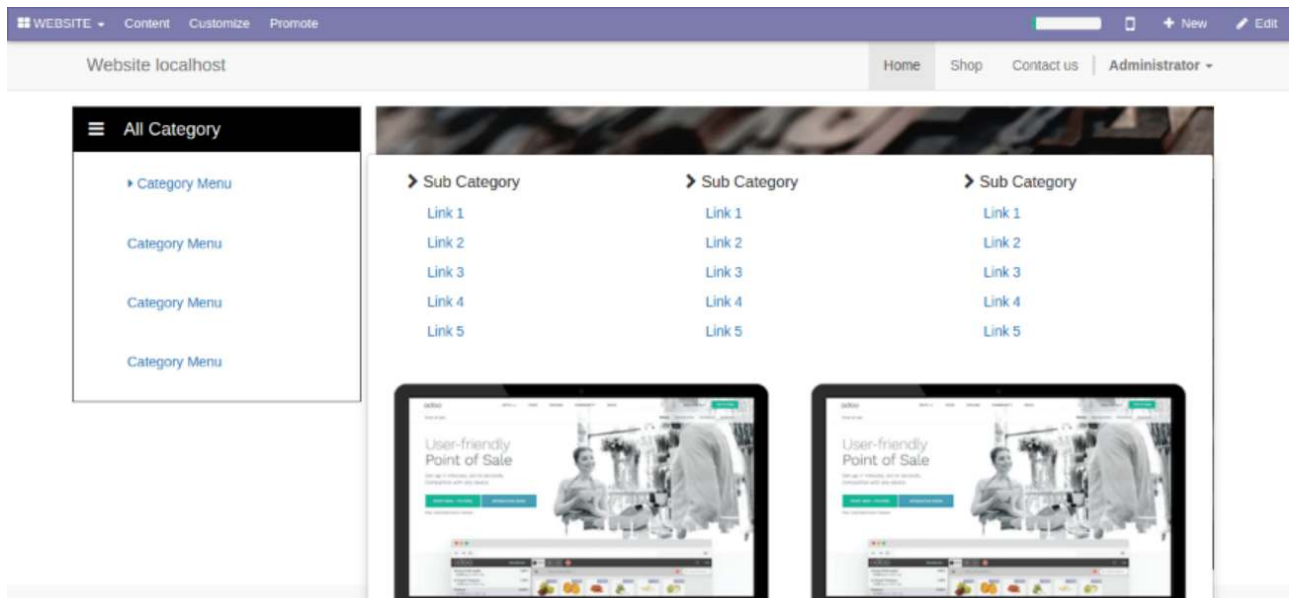 WEBSITE Content Customize Promote New Edit
Website localhost Home Shop Contact us Administrator
All Category
Category Menu
Category Menu
Category Menu
Category Menu
Sub Category
Link 1
Link 2
Link 3
Link 4
Link 5
Sub Category
Link 1
Link 2
Link 3
Link 4
Link 5
Sub Category
Link 1
Link 2
Link 3
Link 4
Link 5
odoo
User-friendly
Point of Sale
odoo
User-friendly
Point of Sale